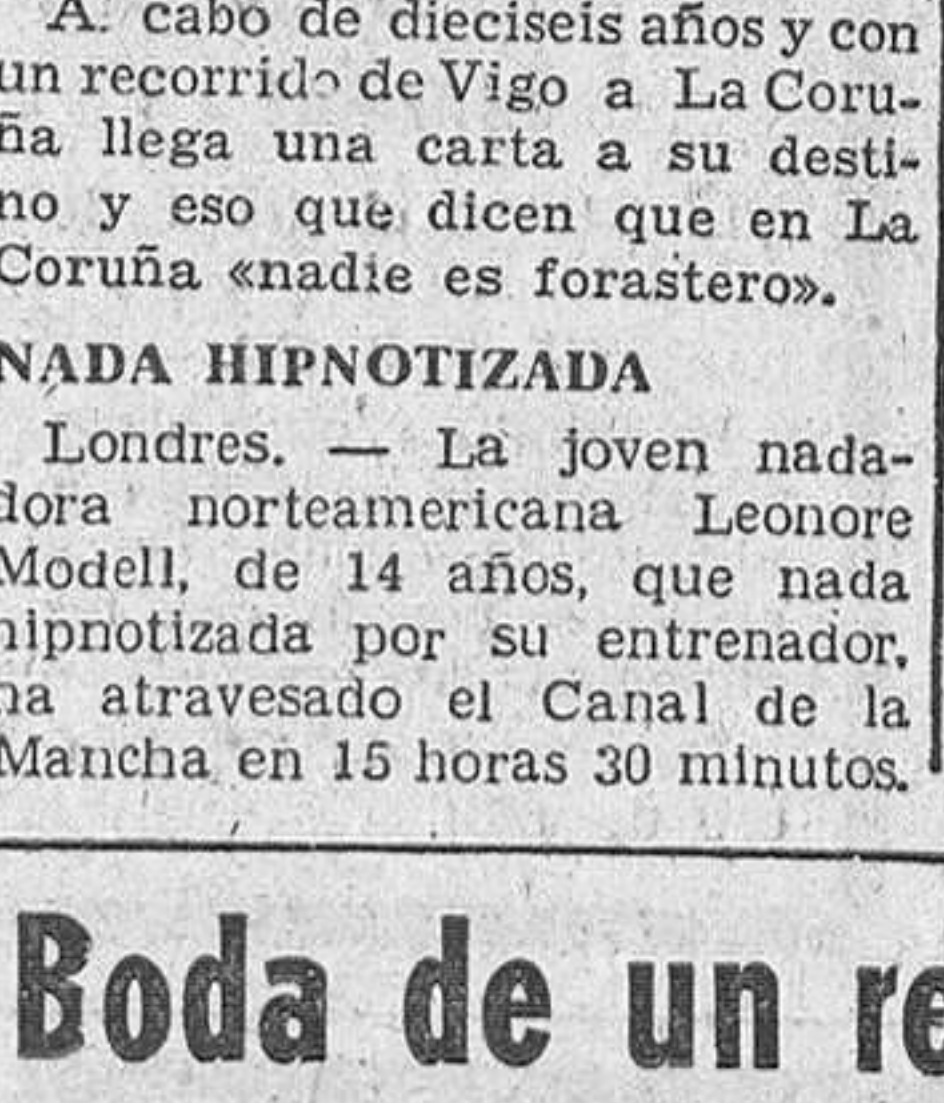 A. cabo de dieciseis años y con
un recorrido de Vigo a La Coru-
ña llega una carta a su desti-
no y eso que dicen que en La
Coruña «nadie es forastero».
NADA HIPNOTIZADA
Londres. — La joven nada-
dora norteamericana Leonore
Modell, de 14 años, que nada
hipnotizada por su entrenador,
ha atravesado el Canal de la
Mancha en 15 horas 30 minutos.
Boda de un re